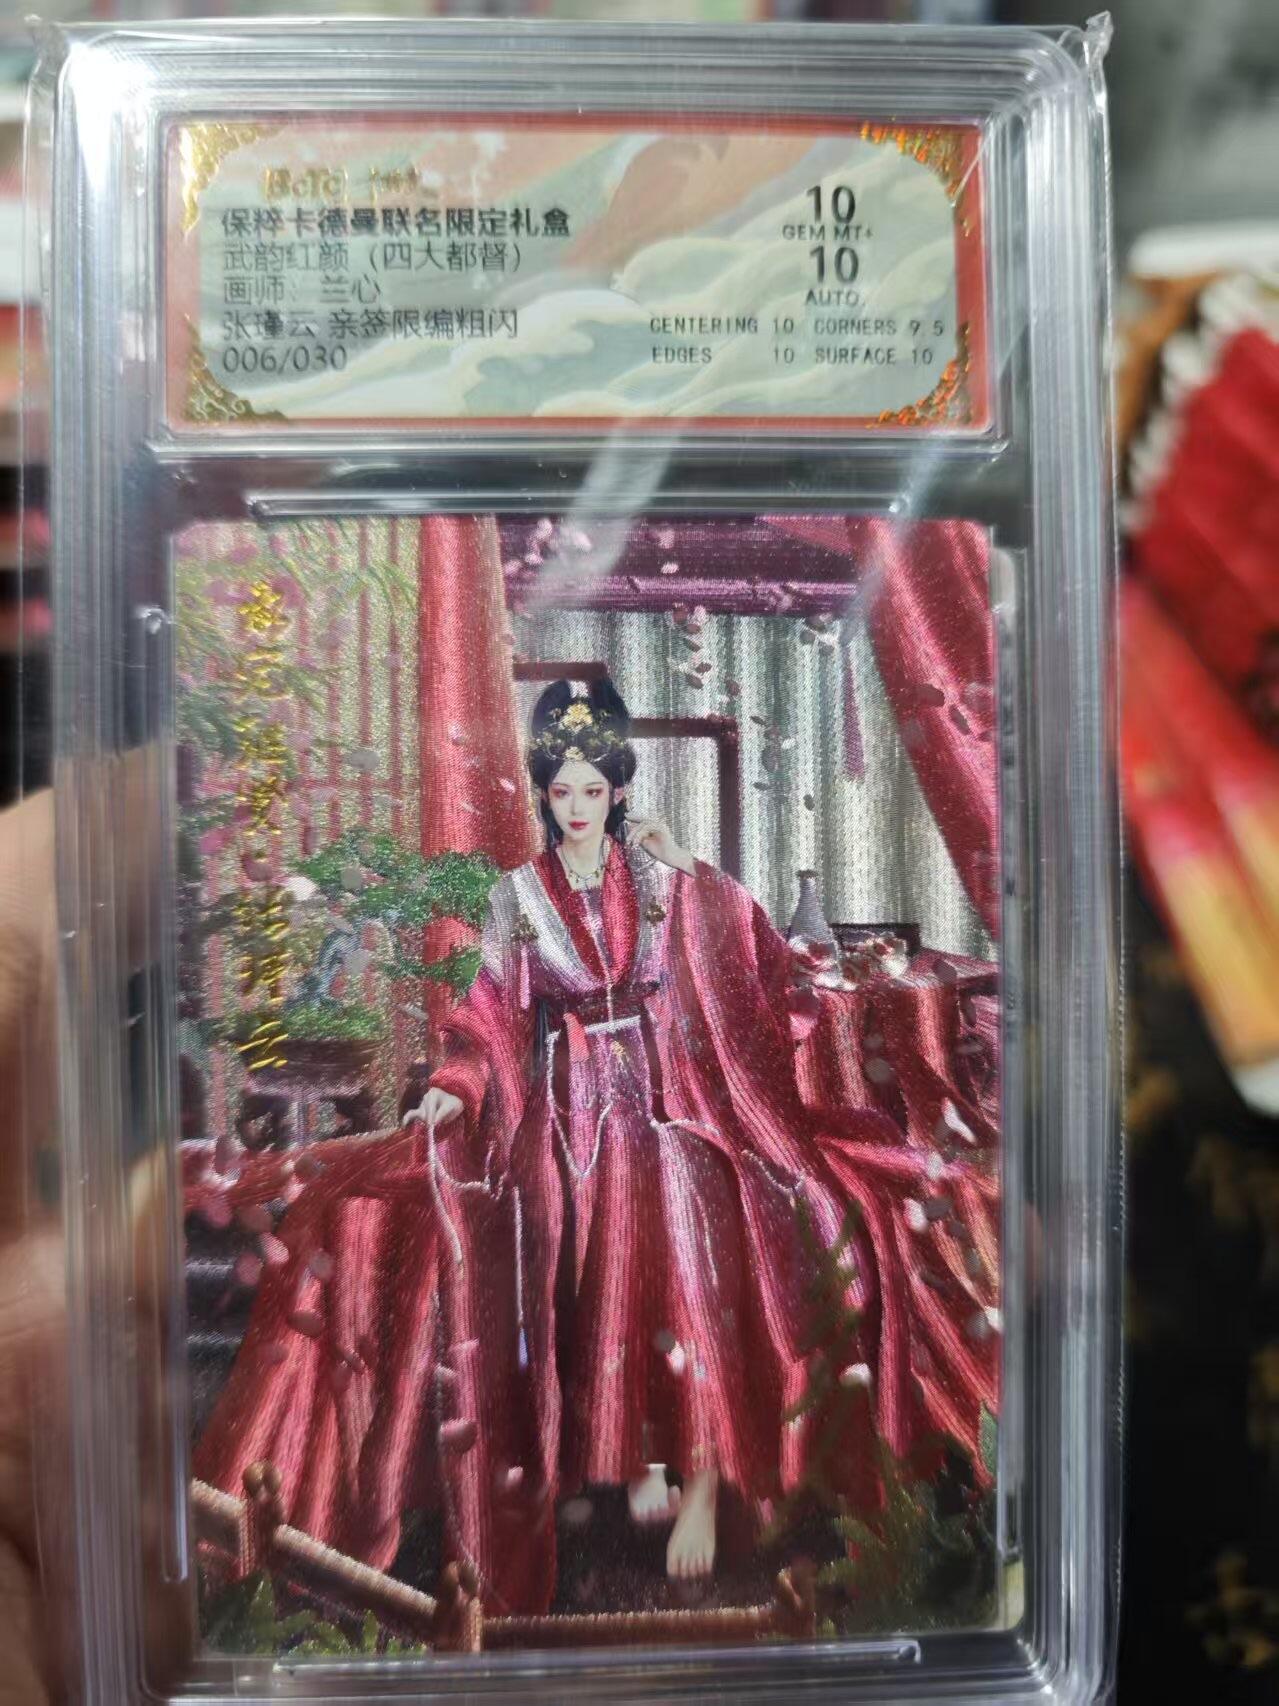 保粹卡德曼联名限定礼盒
武韵红颜（四大都督）
画师：兰心
张瑾云 亲签限编粗闪
006/030
10
GEM MT+
10
AUTO.
CENTERING 10 CORNERS 9.5
EDGES 10 SURFACE 10